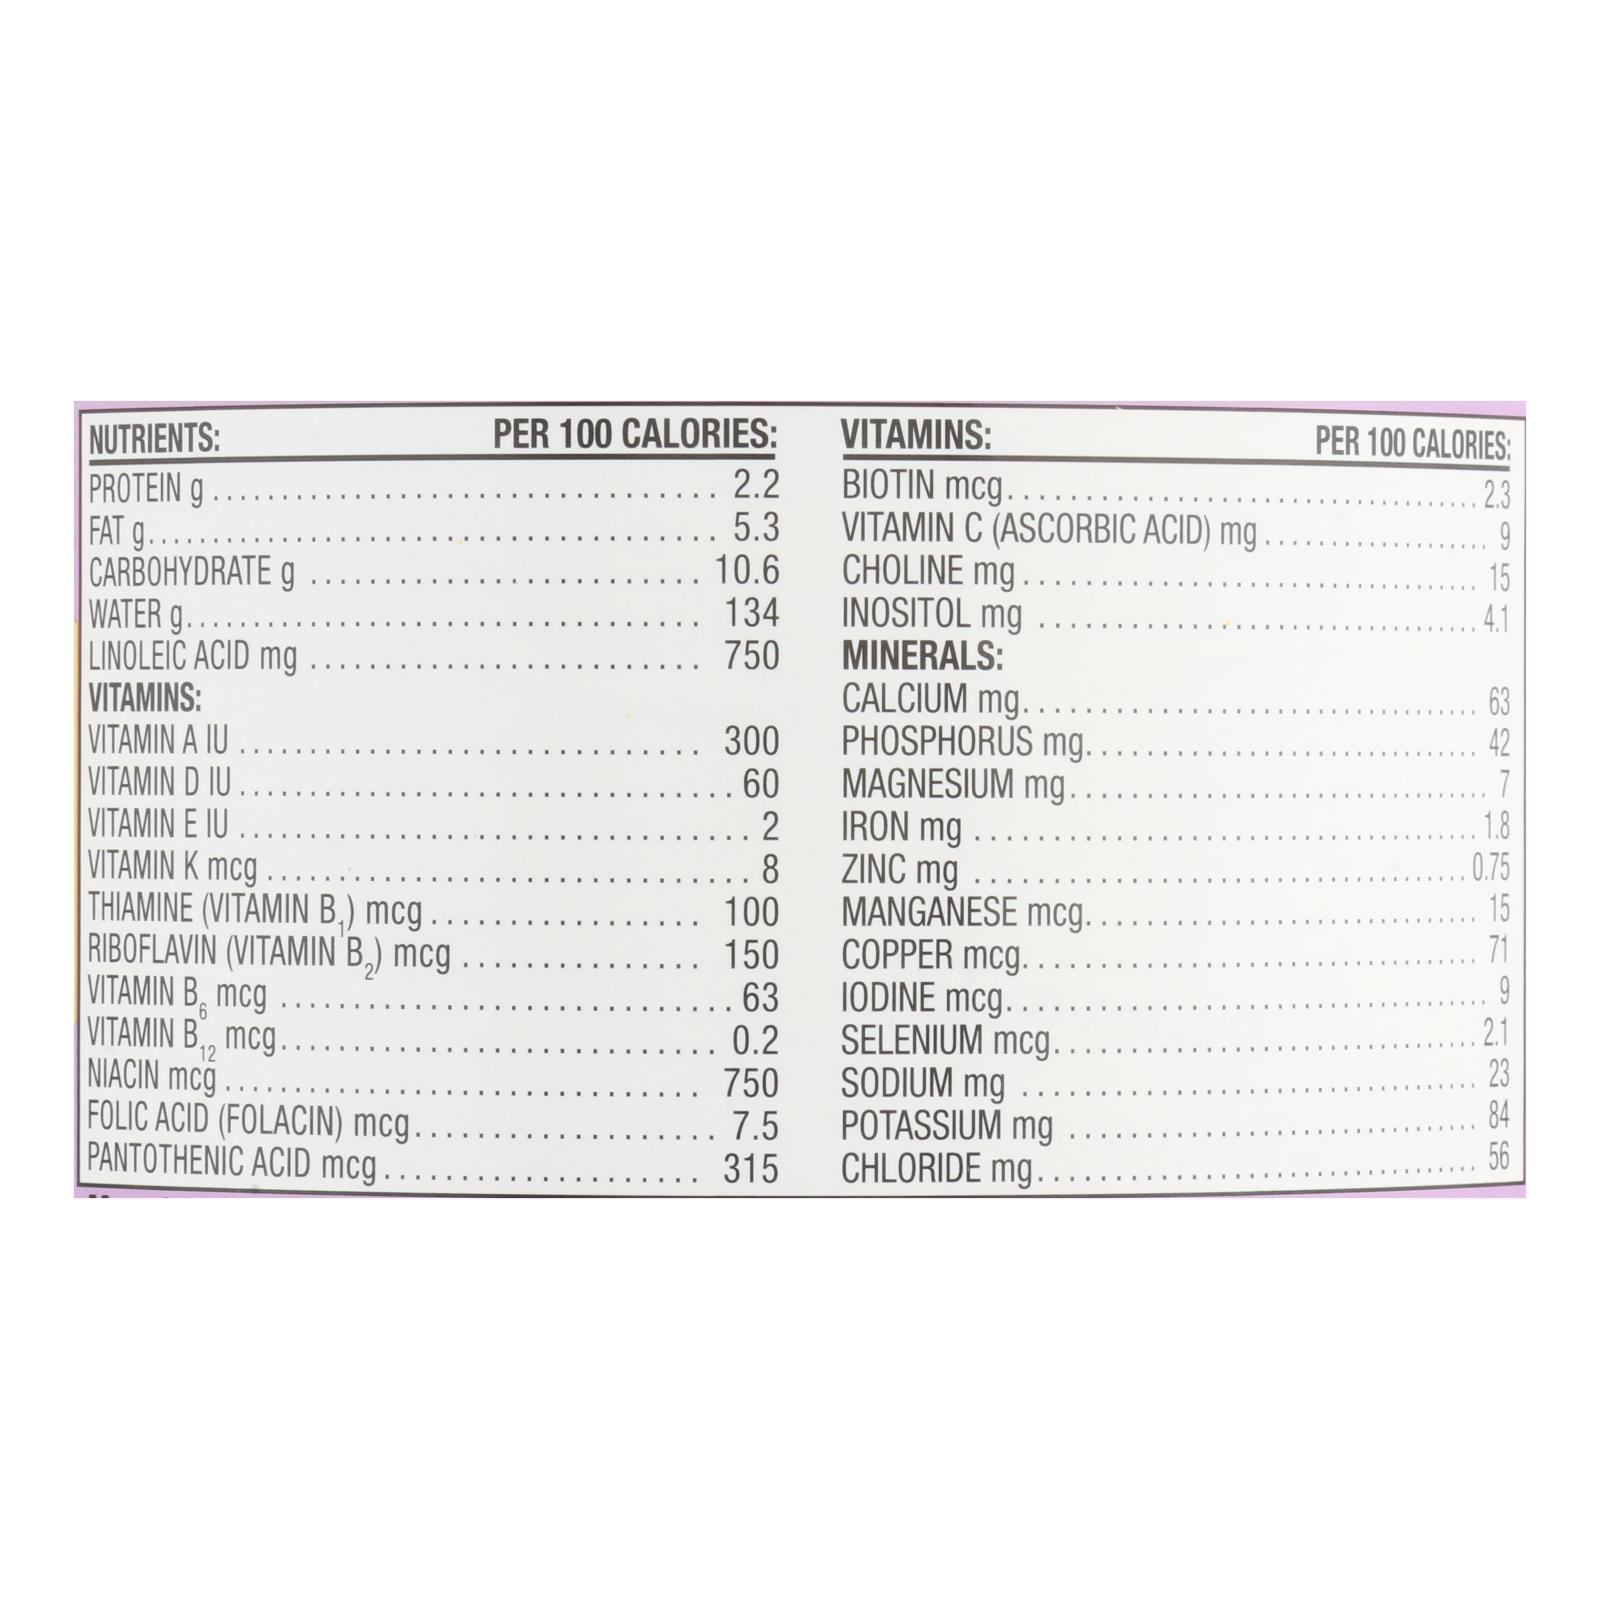 NUTRIENTS: PER 100 CALORIES:
PROTEIN g 2.2
FAT g 5.3
CARBOHYDRATE g 10.6
WATER g 134
LINOLEIC ACID mg 750
VITAMINS:
VITAMIN A IU 300
VITAMIN D IU 60
VITAMIN E IU 2
VITAMIN K mcg 8
THIAMINE (VITAMIN B₁) mcg 100
RIBOFLAVIN (VITAMIN B₂) mcg 150
VITAMIN B₆ mcg 63
VITAMIN B₁₂ mcg 0.2
NIACIN mcg 750
FOLIC ACID (FOLACIN) mcg 7.5
PANTOTHENIC ACID mcg 315
VITAMINS: PER 100 CALORIES:
BIOTIN mcg 2.3
VITAMIN C (ASCORBIC ACID) mg 9
CHOLINE mg 15
INOSITOL mg 4.1
MINERALS:
CALCIUM mg 63
PHOSPHORUS mg 42
MAGNESIUM mg 7
IRON mg 1.8
ZINC mg 0.75
MANGANESE mcg 15
COPPER mcg 71
IODINE mcg 9
SELENIUM mcg 2.1
SODIUM mg 23
POTASSIUM mg 84
CHLORIDE mg 56